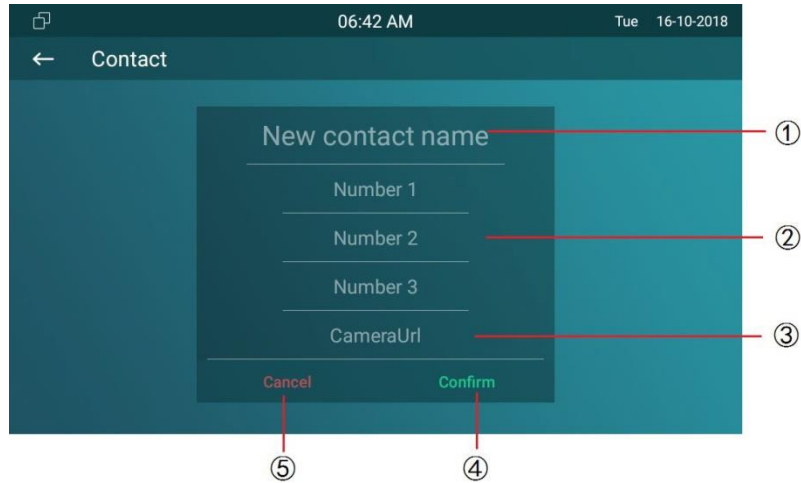 06:42 AM Tue 16-10-2018
Contact
New contact name ①
Number 1
Number 2 ②
Number 3
CameraUrl ③
Cancel Confirm
⑤ ④